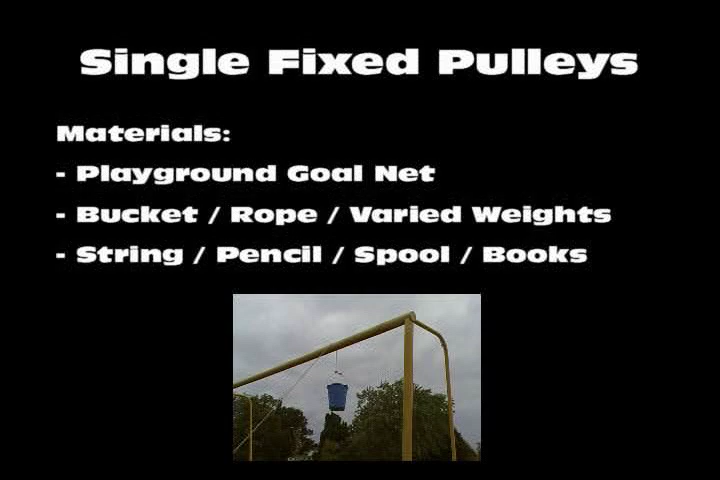 Single Fixed Pulleys
Materials:
- Playground Goal Net
- Bucket / Rope / Varied Weights
- String / Pencil / Spool / Books